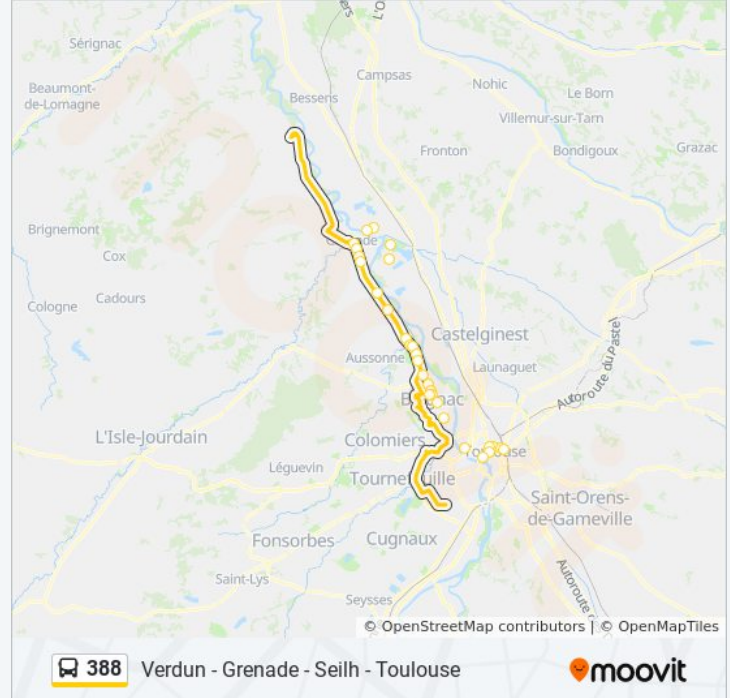 Sérignac
Campsas
Nohic
Beaumont-
de-Lomagne
Bessens
Le Born
Villemur-sur-Tarn
Fronton
Bondigoux
Grazac
Brignemont
Cox
Cologne
Cadours
Castelginest
Aussonne
Launaguet
Autoroute du Pastel
L'Isle-Jourdain
Colomiers
Léguevin
Saint-Orens-
de-Gameville
Fonsorbes
Cugnaux
Saint-Lys
Seysses
© OpenStreetMap contributors | © OpenMapTiles
388 Verdun - Grenade - Seilh - Toulouse
moovit